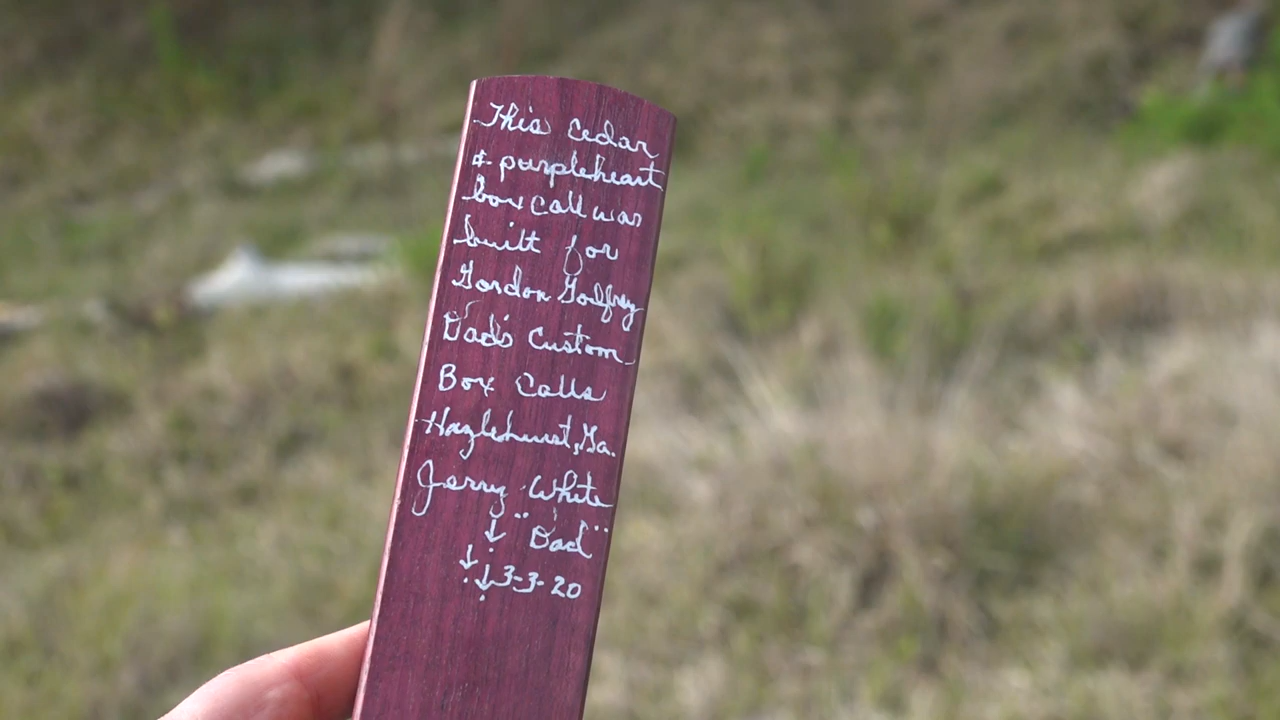 This cedar
& purpleheart
box call was
built for
Gordon Godfrey
Dad's Custom
Box Calls
Hazlehurst, Ga.
Jerry White
"Dad"
3-3-20